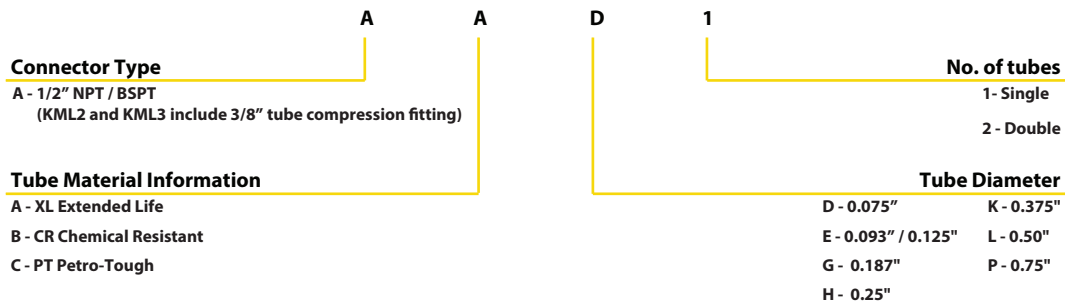 A A D 1
Connector Type
A - 1/2” NPT / BSPT
(KML2 and KML3 include 3/8” tube compression fitting)
No. of tubes
1- Single
2 - Double
Tube Material Information
A - XL Extended Life
B - CR Chemical Resistant
C - PT Petro-Tough
Tube Diameter
D - 0.075” K - 0.375"
E - 0.093” / 0.125" L - 0.50"
G - 0.187" P - 0.75"
H - 0.25"